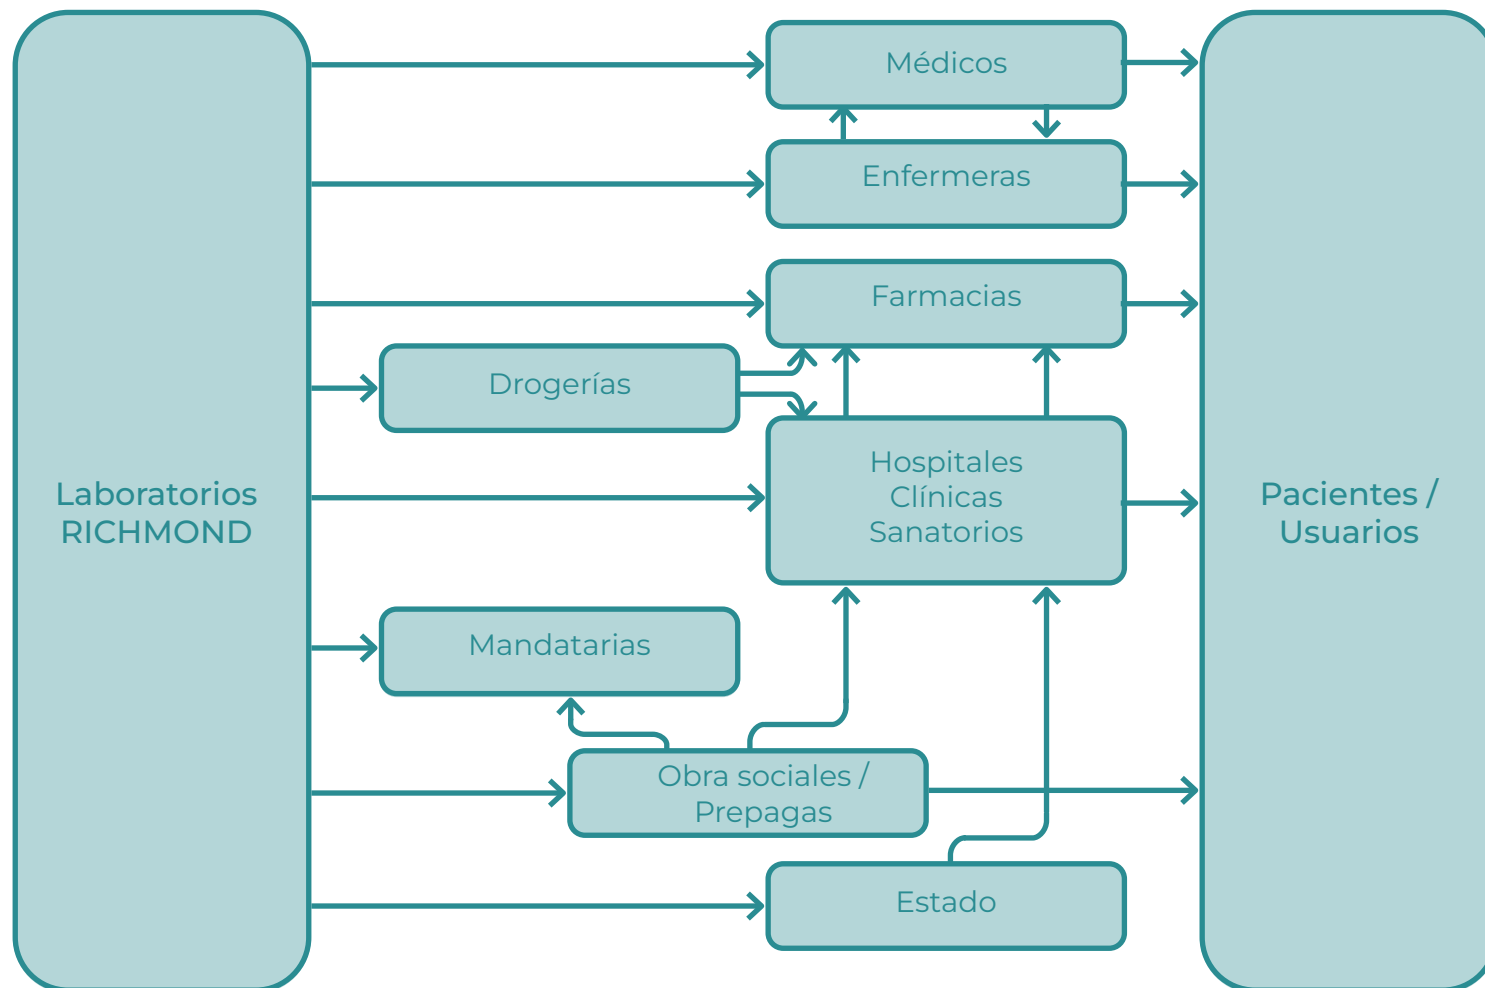 Médicos
Enfermeras
Farmacias
Drogerías
Hospitales
Clínicas
Sanatorios
Laboratorios
RICHMOND
Pacientes /
Usuarios
Mandatarias
Obra sociales /
Prepagas
Estado